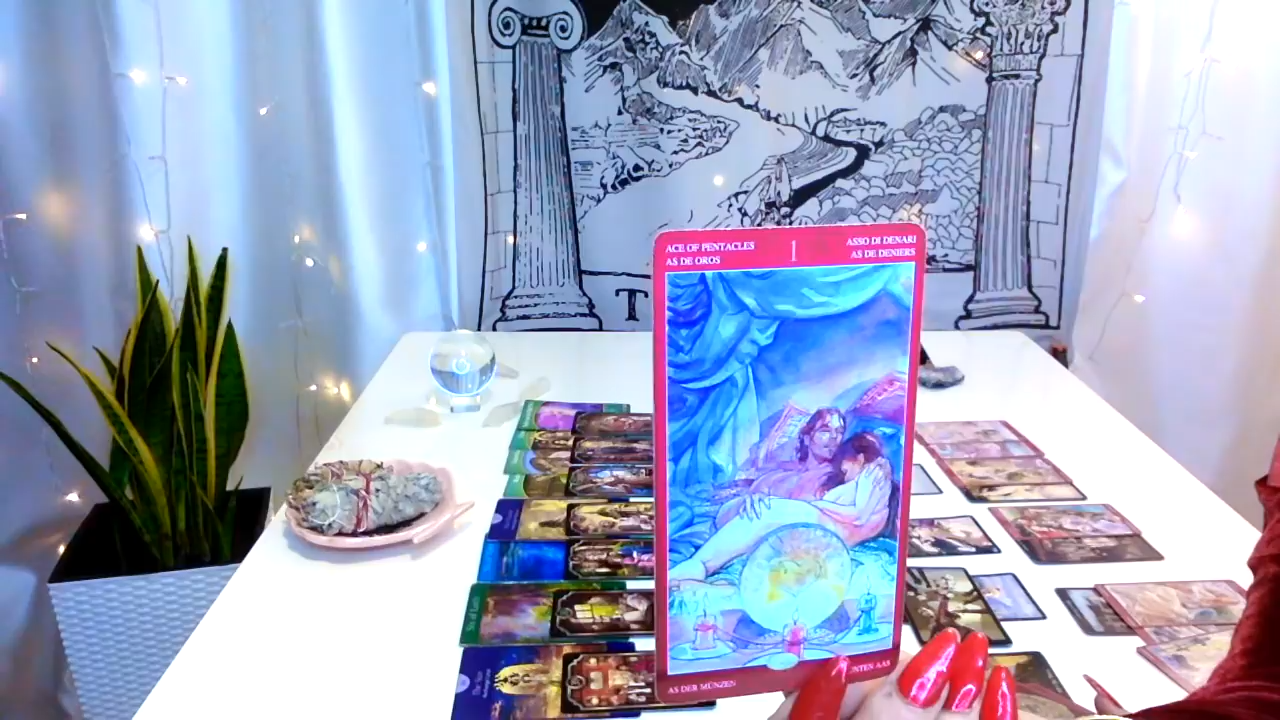 ACE OF PENTACLES
AS DE OROS
1
ASSO DI DENARI
AS DE DENIERS
T
AS DER MÜNZEN
NTEN AAS